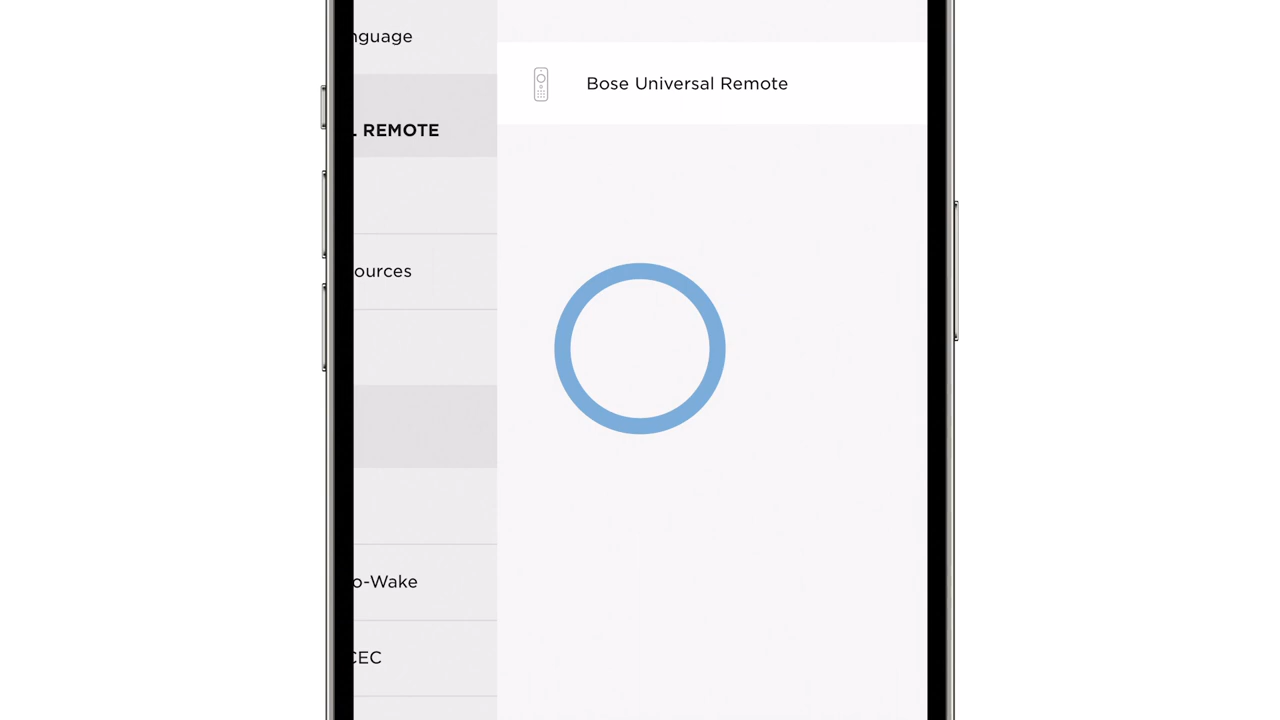 nguage
Bose Universal Remote
REMOTE
ources
o-Wake
CEC